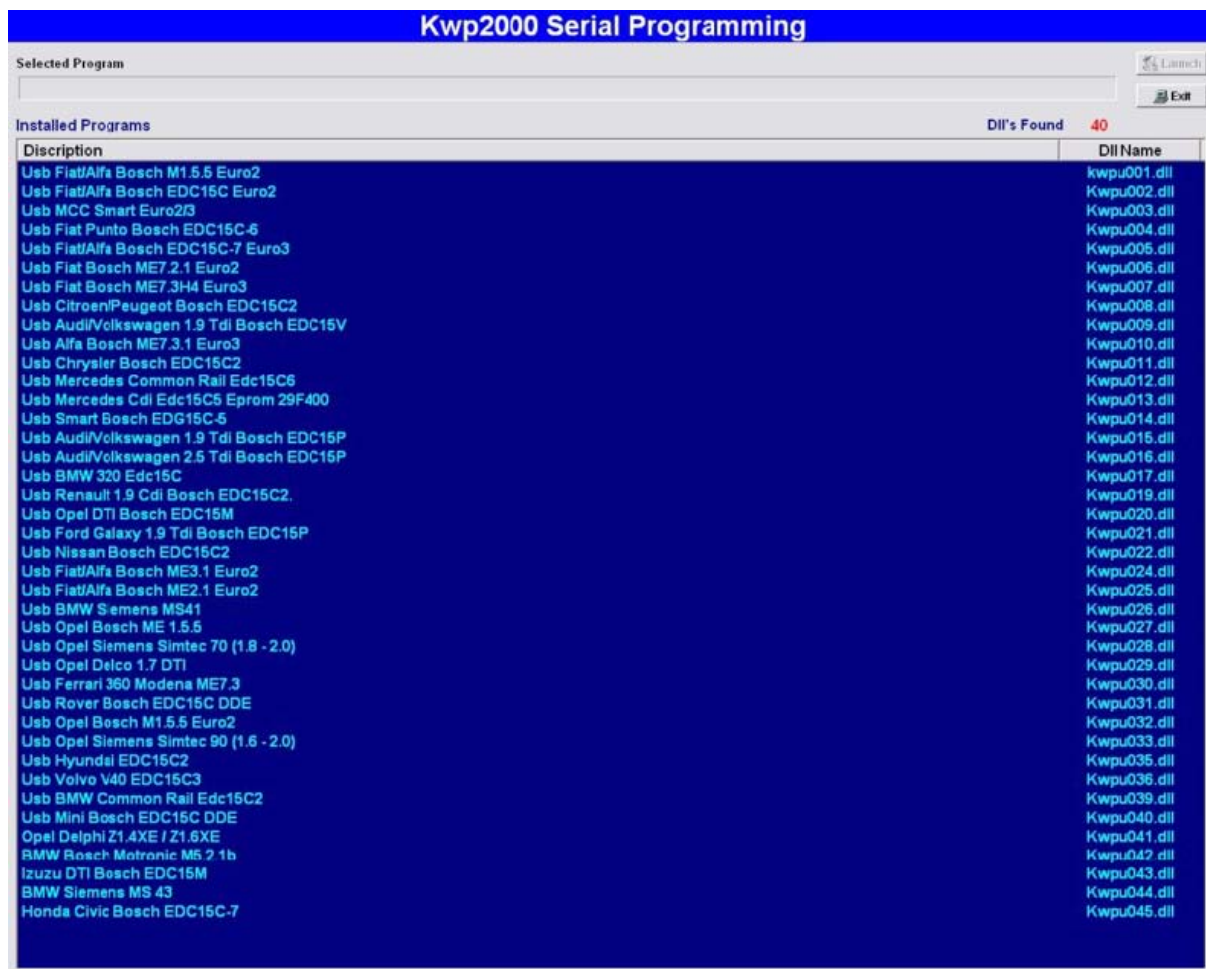 Kwp2000 Serial Programming
Selected Program
Launch
Exit
Installed Programs Dll's Found 40
Discription Dll Name
Usb Fiat/Alfa Bosch M1.5.5 Euro2 kwpu001.dll
Usb Fiat/Alfa Bosch EDC15C Euro2 Kwpu002.dll
Usb MCC Smart Euro2/3 Kwpu003.dll
Usb Fiat Punto Bosch EDC15C-6 Kwpu004.dll
Usb Fiat/Alfa Bosch EDC15C-7 Euro3 Kwpu005.dll
Usb Fiat Bosch ME7.2.1 Euro2 Kwpu006.dll
Usb Fiat Bosch ME7.3H4 Euro3 Kwpu007.dll
Usb Citroen/Peugeot Bosch EDC15C2 Kwpu008.dll
Usb Audi/Volkswagen 1.9 Tdi Bosch EDC15V Kwpu009.dll
Usb Alfa Bosch ME7.3.1 Euro3 Kwpu010.dll
Usb Chrysler Bosch EDC15C2 Kwpu011.dll
Usb Mercedes Common Rail Edc15C6 Kwpu012.dll
Usb Mercedes Cdi Edc15C5 Eprom 29F400 Kwpu013.dll
Usb Smart Bosch EDG15C-5 Kwpu014.dll
Usb Audi/Volkswagen 1.9 Tdi Bosch EDC15P Kwpu015.dll
Usb Audi/Volkswagen 2.5 Tdi Bosch EDC15P Kwpu016.dll
Usb BMW 320 Edc15C Kwpu017.dll
Usb Renault 1.9 Cdi Bosch EDC15C2. Kwpu019.dll
Usb Opel DTI Bosch EDC15M Kwpu020.dll
Usb Ford Galaxy 1.9 Tdi Bosch EDC15P Kwpu021.dll
Usb Nissan Bosch EDC15C2 Kwpu022.dll
Usb Fiat/Alfa Bosch ME3.1 Euro2 Kwpu024.dll
Usb Fiat/Alfa Bosch ME2.1 Euro2 Kwpu025.dll
Usb BMW Siemens MS41 Kwpu026.dll
Usb Opel Bosch ME 1.5.5 Kwpu027.dll
Usb Opel Siemens Simtec 70 (1.8 - 2.0) Kwpu028.dll
Usb Opel Delco 1.7 DTI Kwpu029.dll
Usb Ferrari 360 Modena ME7.3 Kwpu030.dll
Usb Rover Bosch EDC15C DDE Kwpu031.dll
Usb Opel Bosch M1.5.5 Euro2 Kwpu032.dll
Usb Opel Siemens Simtec 90 (1.6 - 2.0) Kwpu033.dll
Usb Hyundai EDC15C2 Kwpu035.dll
Usb Volvo V40 EDC15C3 Kwpu036.dll
Usb BMW Common Rail Edc15C2 Kwpu039.dll
Usb Mini Bosch EDC15C DDE Kwpu040.dll
Opel Delphi Z1.4XE / Z1.6XE Kwpu041.dll
BMW Bosch Motronic M5.2.1b Kwpu042.dll
Izuzu DTI Bosch EDC15M Kwpu043.dll
BMW Siemens MS 43 Kwpu044.dll
Honda Civic Bosch EDC15C-7 Kwpu045.dll